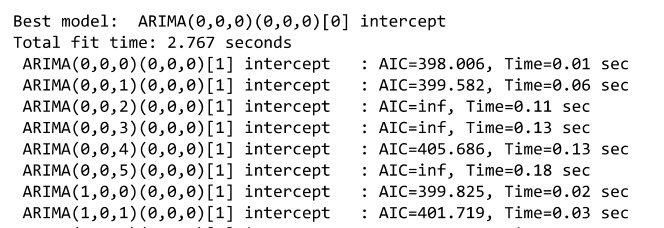 Best model:  ARIMA(0,0,0)(0,0,0)[0] intercept
Total fit time: 2.767 seconds
 ARIMA(0,0,0)(0,0,0)[1] intercept   : AIC=398.006, Time=0.01 sec
 ARIMA(0,0,1)(0,0,0)[1] intercept   : AIC=399.582, Time=0.06 sec
 ARIMA(0,0,2)(0,0,0)[1] intercept   : AIC=inf, Time=0.11 sec
 ARIMA(0,0,3)(0,0,0)[1] intercept   : AIC=inf, Time=0.13 sec
 ARIMA(0,0,4)(0,0,0)[1] intercept   : AIC=405.686, Time=0.13 sec
 ARIMA(0,0,5)(0,0,0)[1] intercept   : AIC=inf, Time=0.18 sec
 ARIMA(1,0,0)(0,0,0)[1] intercept   : AIC=399.825, Time=0.02 sec
 ARIMA(1,0,1)(0,0,0)[1] intercept   : AIC=401.719, Time=0.03 sec